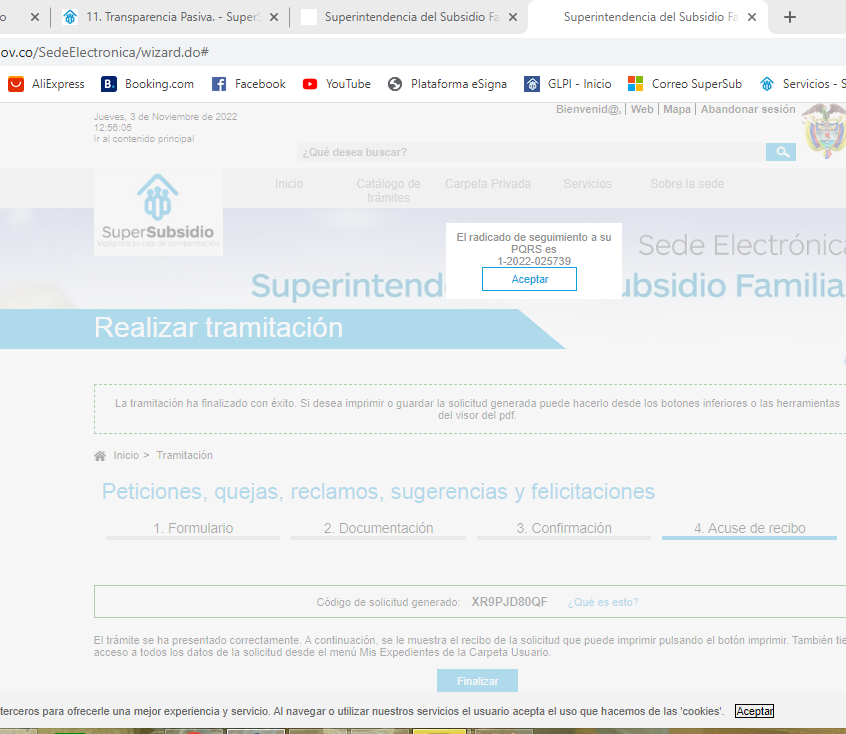 11. Transparencia Pasiva. - Super
Superintendencia del Subsidio Fa
Superintendencia del Subsidio Fa
ov.co/SedeElectronica/wizard.do#
AliExpress
B.
Booking.com
Facebook
YouTube
Plataforma eSigna
GLPI - Inicio
Correo SuperSub
Servicios - S
Jueves, 3 de Noviembre de 2022
12:56:05
Ir al contenido principal
Bienvenid@, | Web | Mapa | Abandonar sesión
¿Qué desea buscar?
Inicio
Catálogo de
trámites
Carpeta Privada
Servicios
Sobre la sede
SuperSubsidio
Vigilamos tu caja de compensación
El radicado de seguimiento a su
PQRS es
1-2022-025739
Aceptar
Sede Electrónica
Superintend
ubsidio Familia
Realizar tramitación
La tramitación ha finalizado con éxito. Si desea imprimir o guardar la solicitud generada puede hacerlo desde los botones inferiores o las herramientas
del visor del pdf.
Inicio > Tramitación
Peticiones, quejas, reclamos, sugerencias y felicitaciones
1. Formulario
2. Documentación
3. Confirmación
4. Acuse de recibo
Código de solicitud generado: XR9PJD80QF ¿Qué es esto?
El trámite se ha presentado correctamente. A continuación, se le muestra el recibo de la solicitud que puede imprimir pulsando el botón imprimir. También tie
acceso a todos los datos de la solicitud desde el menú Mis Expedientes de la Carpeta Usuario.
Finalizar
terceros para ofrecerle una mejor experiencia y servicio. Al navegar o utilizar nuestros servicios el usuario acepta el uso que hacemos de las 'cookies'. Aceptar